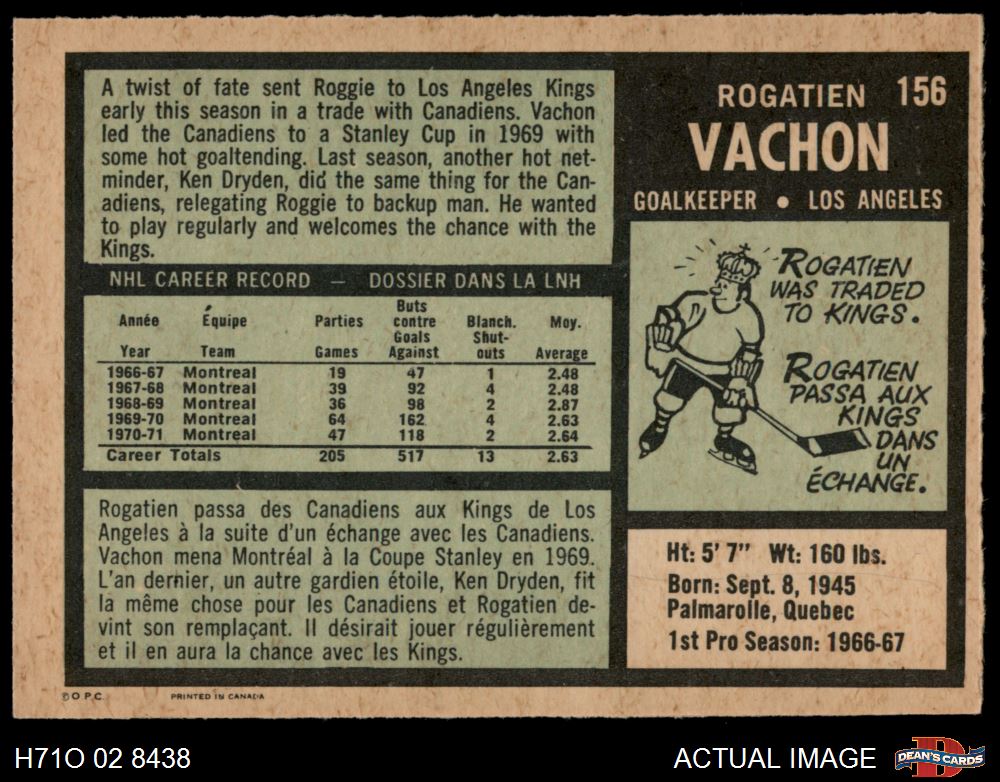 A twist of fate sent Roggie to Los Angeles Kings
early this season in a trade with Canadiens. Vachon
led the Canadiens to a Stanley Cup in 1969 with
some hot goaltending. Last season, another hot net-
minder, Ken Dryden, did the same thing for the Can-
adiens, relegating Roggie to backup man. He wanted
to play regularly and welcomes the chance with the
Kings.
ROGATIEN 156
VACHON
GOALKEEPER • LOS ANGELES
NHL CAREER RECORD — DOSSIER DANS LA LNH
Année Équipe Parties Buts contre Blanch. Moy.
Year Team Games Goals Against Shut-outs Average
1966-67 Montreal 19 47 1 2.48
1967-68 Montreal 39 92 4 2.48
1968-69 Montreal 36 98 2 2.87
1969-70 Montreal 64 162 4 2.63
1970-71 Montreal 47 118 2 2.64
Career Totals 205 517 13 2.63
ROGATIEN
WAS TRADED
TO KINGS.
ROGATIEN
PASSA AUX
KINGS
DANS
UN
ÉCHANGE.
Rogatien passa des Canadiens aux Kings de Los
Angeles à la suite d'un échange avec les Canadiens.
Vachon mena Montréal à la Coupe Stanley en 1969.
L'an dernier, un autre gardien étoile, Ken Dryden, fit
la même chose pour les Canadiens et Rogatien de-
vint son remplaçant. Il désirait jouer régulièrement
et il en aura la chance avec les Kings.
Ht: 5' 7" Wt: 160 lbs.
Born: Sept. 8, 1945
Palmarolle, Quebec
1st Pro Season: 1966-67
© O P C. PRINTED IN CANADA
H71O 02 8438
ACTUAL IMAGE
DEAN'S CARDS